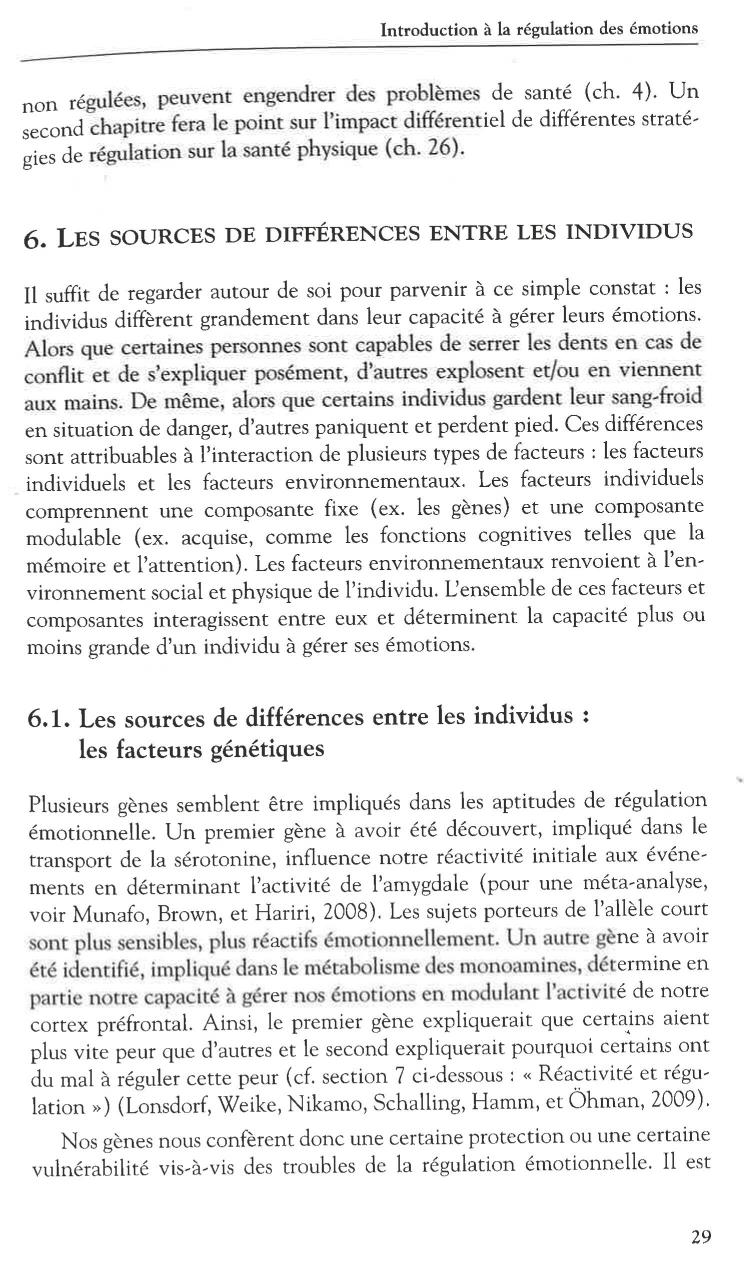 Introduction à la régulation des émotions
non régulées, peuvent engendrer des problèmes de santé (ch. 4). Un
second chapitre fera le point sur l'impact différentiel de différentes straté-
gies de régulation sur la santé physique (ch. 26).
6. LES SOURCES DE DIFFÉRENCES ENTRE LES INDIVIDUS
Il suffit de regarder autour de soi pour parvenir à ce simple constat : les
individus diffèrent grandement dans leur capacité à gérer leurs émotions.
Alors que certaines personnes sont capables de serrer les dents en cas de
conflit et de s'expliquer posément, d'autres explosent et/ou en viennent
aux mains. De même, alors que certains individus gardent leur sang-froid
en situation de danger, d'autres paniquent et perdent pied. Ces différences
sont attribuables à l'interaction de plusieurs types de facteurs : les facteurs
individuels et les facteurs environnementaux. Les facteurs individuels
comprennent une composante fixe (ex. les gènes) et une composante
modulable (ex. acquise, comme les fonctions cognitives telles que la
mémoire et l'attention). Les facteurs environnementaux renvoient à l'en-
vironnement social et physique de l'individu. L'ensemble de ces facteurs et
composantes interagissent entre eux et déterminent la capacité plus ou
moins grande d'un individu à gérer ses émotions.
6.1. Les sources de différences entre les individus :
les facteurs génétiques
Plusieurs gènes semblent être impliqués dans les aptitudes de régulation
émotionnelle. Un premier gène à avoir été découvert, impliqué dans le
transport de la sérotonine, influence notre réactivité initiale aux événe-
ments en déterminant l'activité de l'amygdale (pour une méta-analyse,
voir Munafo, Brown, et Hariri, 2008). Les sujets porteurs de l'allèle court
sont plus sensibles, plus réactifs émotionnellement. Un autre gène à avoir
été identifié, impliqué dans le métabolisme des monoamines, détermine en
partie notre capacité à gérer nos émotions en modulant l'activité de notre
cortex préfrontal. Ainsi, le premier gène expliquerait que certains aient
plus vite peur que d'autres et le second expliquerait pourquoi certains ont
du mal à réguler cette peur (cf. section 7 ci-dessous : « Réactivité et régu-
lation ») (Lonsdorf, Weike, Nikamo, Schalling, Hamm, et Öhman, 2009).
Nos gènes nous confèrent donc une certaine protection ou une certaine
vulnérabilité vis-à-vis des troubles de la régulation émotionnelle. Il est
29